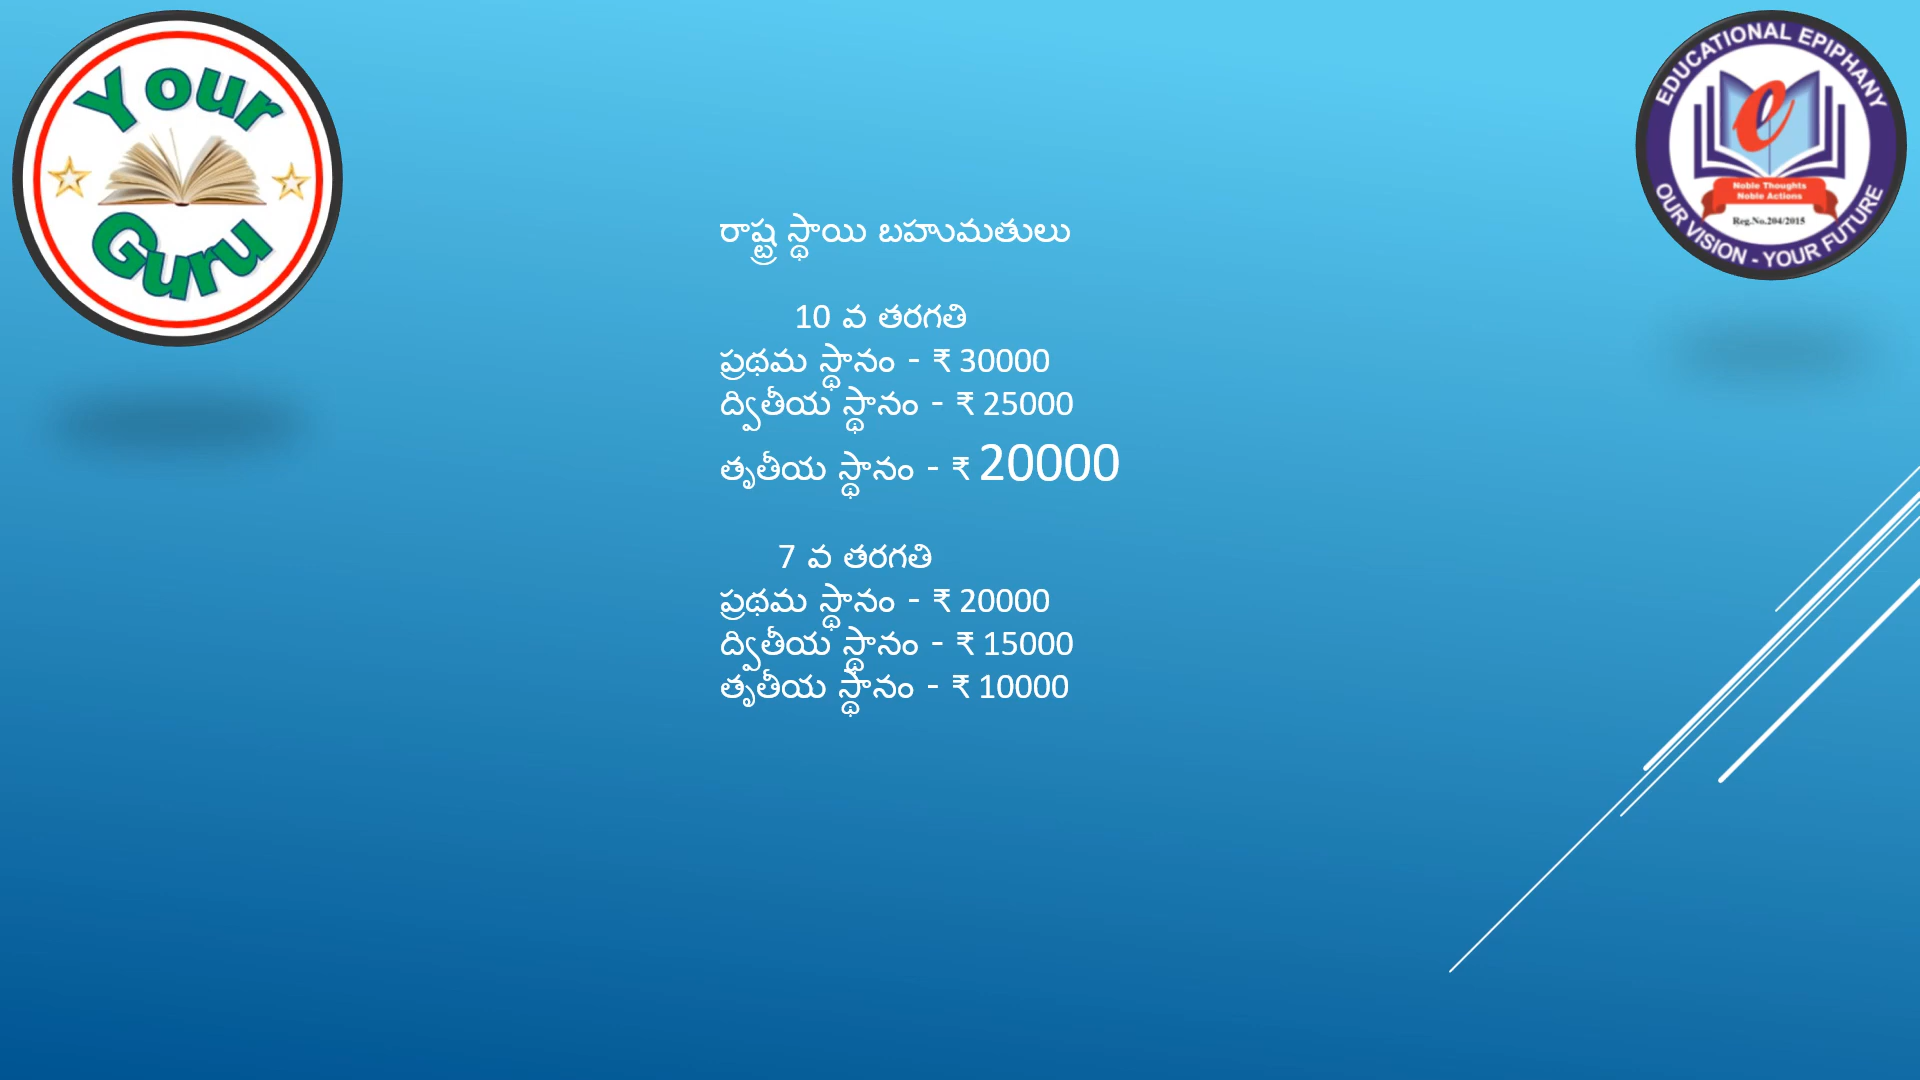 Your
Guru
EDUCATIONAL EPIPHANY
e
Noble Thoughts
Noble Actions
Reg.No.204/2015
OUR VISION - YOUR FUTURE
రాష్ట్ర స్థాయి బహుమతులు
10 వ తరగతి
ప్రథమ స్థానం - ₹ 30000
ద్వితీయ స్థానం - ₹ 25000
తృతీయ స్థానం - ₹ 20000
7 వ తరగతి
ప్రథమ స్థానం - ₹ 20000
ద్వితీయ స్థానం - ₹ 15000
తృతీయ స్థానం - ₹ 10000